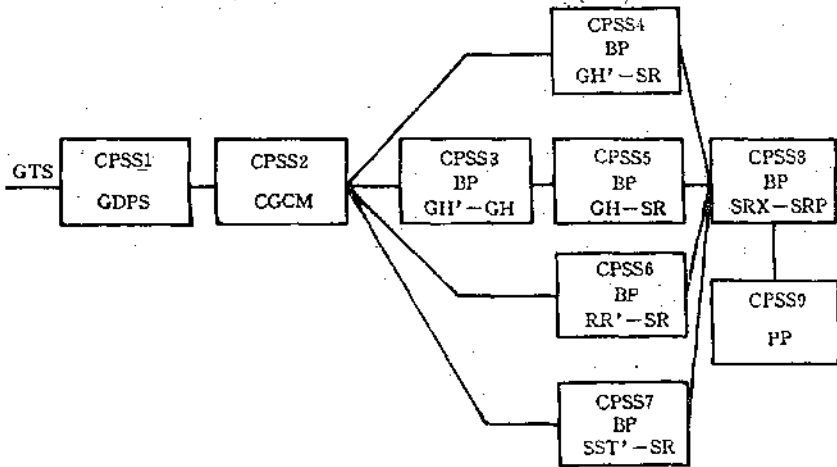 CPSS4
BP
GH'-SR
GTS
CPSS1
GDPS
CPSS2
CGCM
CPSS3
BP
GH'-GH
CPSS5
BP
GH-SR
CPSS8
BP
SRX-SRP
CPSS6
BP
RR'-SR
CPSS9
PP
CPSS7
BP
SST'-SR